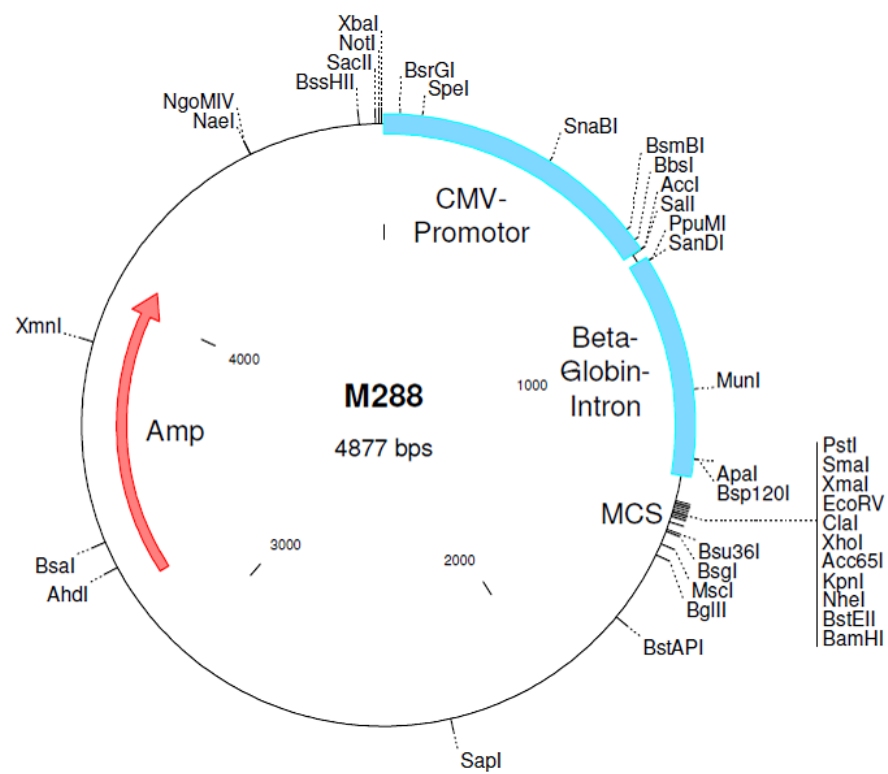 XbaI
NotI
SacII
BssHII
NgoMIV
NaeI
BsrGI
SpeI
SnaBI
BsmBI
BbsI
AccI
SalI
PpuMI
SanDI
CMV-
Promotor
Beta-
Globin-
Intron
MunI
XmnI
4000
1000
M288
4877 bps
Amp
ApaI
Bsp120I
MCS
PstI
SmaI
XmaI
EcoRV
ClaI
XhoI
Acc65I
KpnI
NheI
BstEII
BamHI
Bsu36I
BsgI
MscI
BglII
3000
2000
BsaI
AhdI
BstAPI
SapI